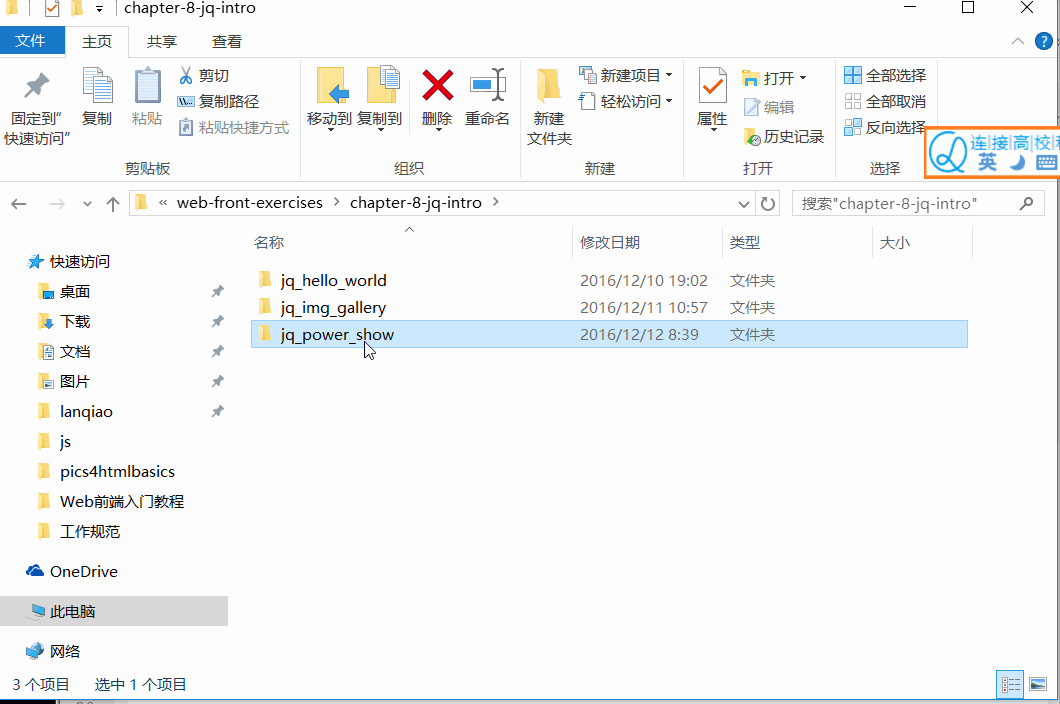 chapter-8-jq-intro
文件 主页 共享 查看
固定到"快速访问"
复制
粘贴
剪切
复制路径
粘贴快捷方式
剪贴板
移动到
复制到
删除
重命名
组织
新建文件夹
新建项目
轻松访问
新建
属性
打开
编辑
历史记录
打开
全部选择
全部取消
反向选择
选择
连接高校
英
« web-front-exercises > chapter-8-jq-intro >
搜索"chapter-8-jq-intro"
名称 修改日期 类型 大小
jq_hello_world 2016/12/10 19:02 文件夹
jq_img_gallery 2016/12/11 10:57 文件夹
jq_power_show 2016/12/12 8:39 文件夹
快速访问
桌面
下载
文档
图片
lanqiao
js
pics4htmlbasics
Web前端入门教程
工作规范
OneDrive
此电脑
网络
3 个项目 选中 1 个项目